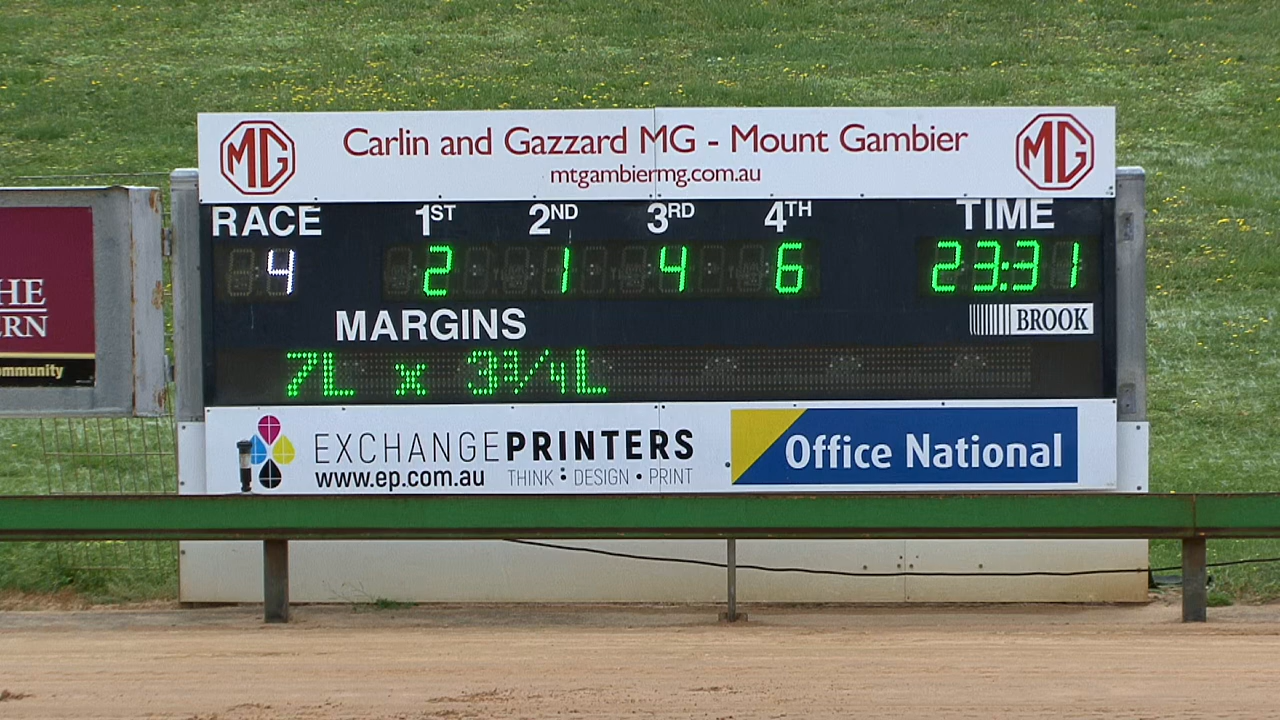 MG Carlin and Gazzard MG - Mount Gambier MG
mtgambiermg.com.au
RACE 1ST 2ND 3RD 4TH TIME
4 2 1 4 6 23:31
MARGINS BROOK
7L x 3¾L
HE
RN
mmunity
EXCHANGEPRINTERS
www.ep.com.au THINK : DESIGN • PRINT
Office National